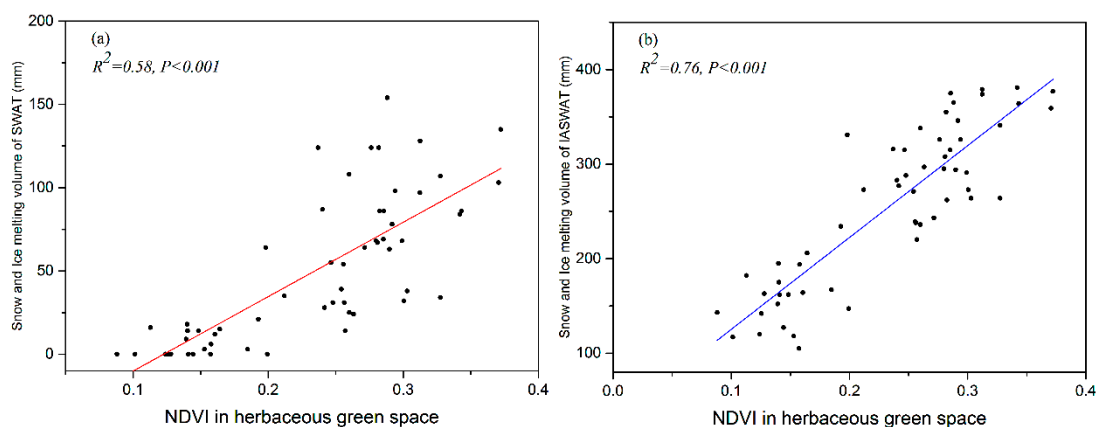 (a)
R²=0.58, P<0.001
Snow and Ice melting volume of SWAT (mm)
200
150
100
50
0
0.1
0.2
0.3
0.4
NDVI in herbaceous green space
(b)
R²=0.76, P<0.001
Snow and Ice melting volume of IASWAT (mm)
400
300
200
100
0.0
0.1
0.2
0.3
0.4
NDVI in herbaceous green space